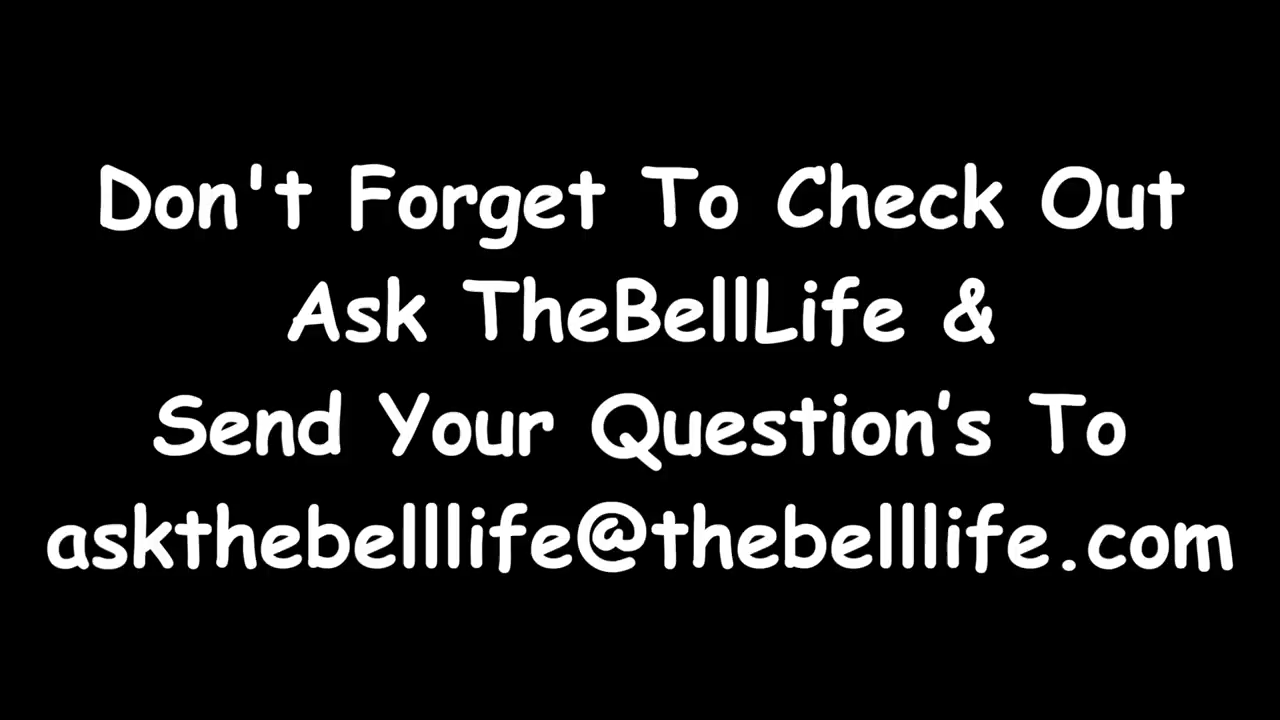 Don't Forget To Check Out
Ask TheBellLife &
Send Your Question’s To
askthebelllife@thebelllife.com